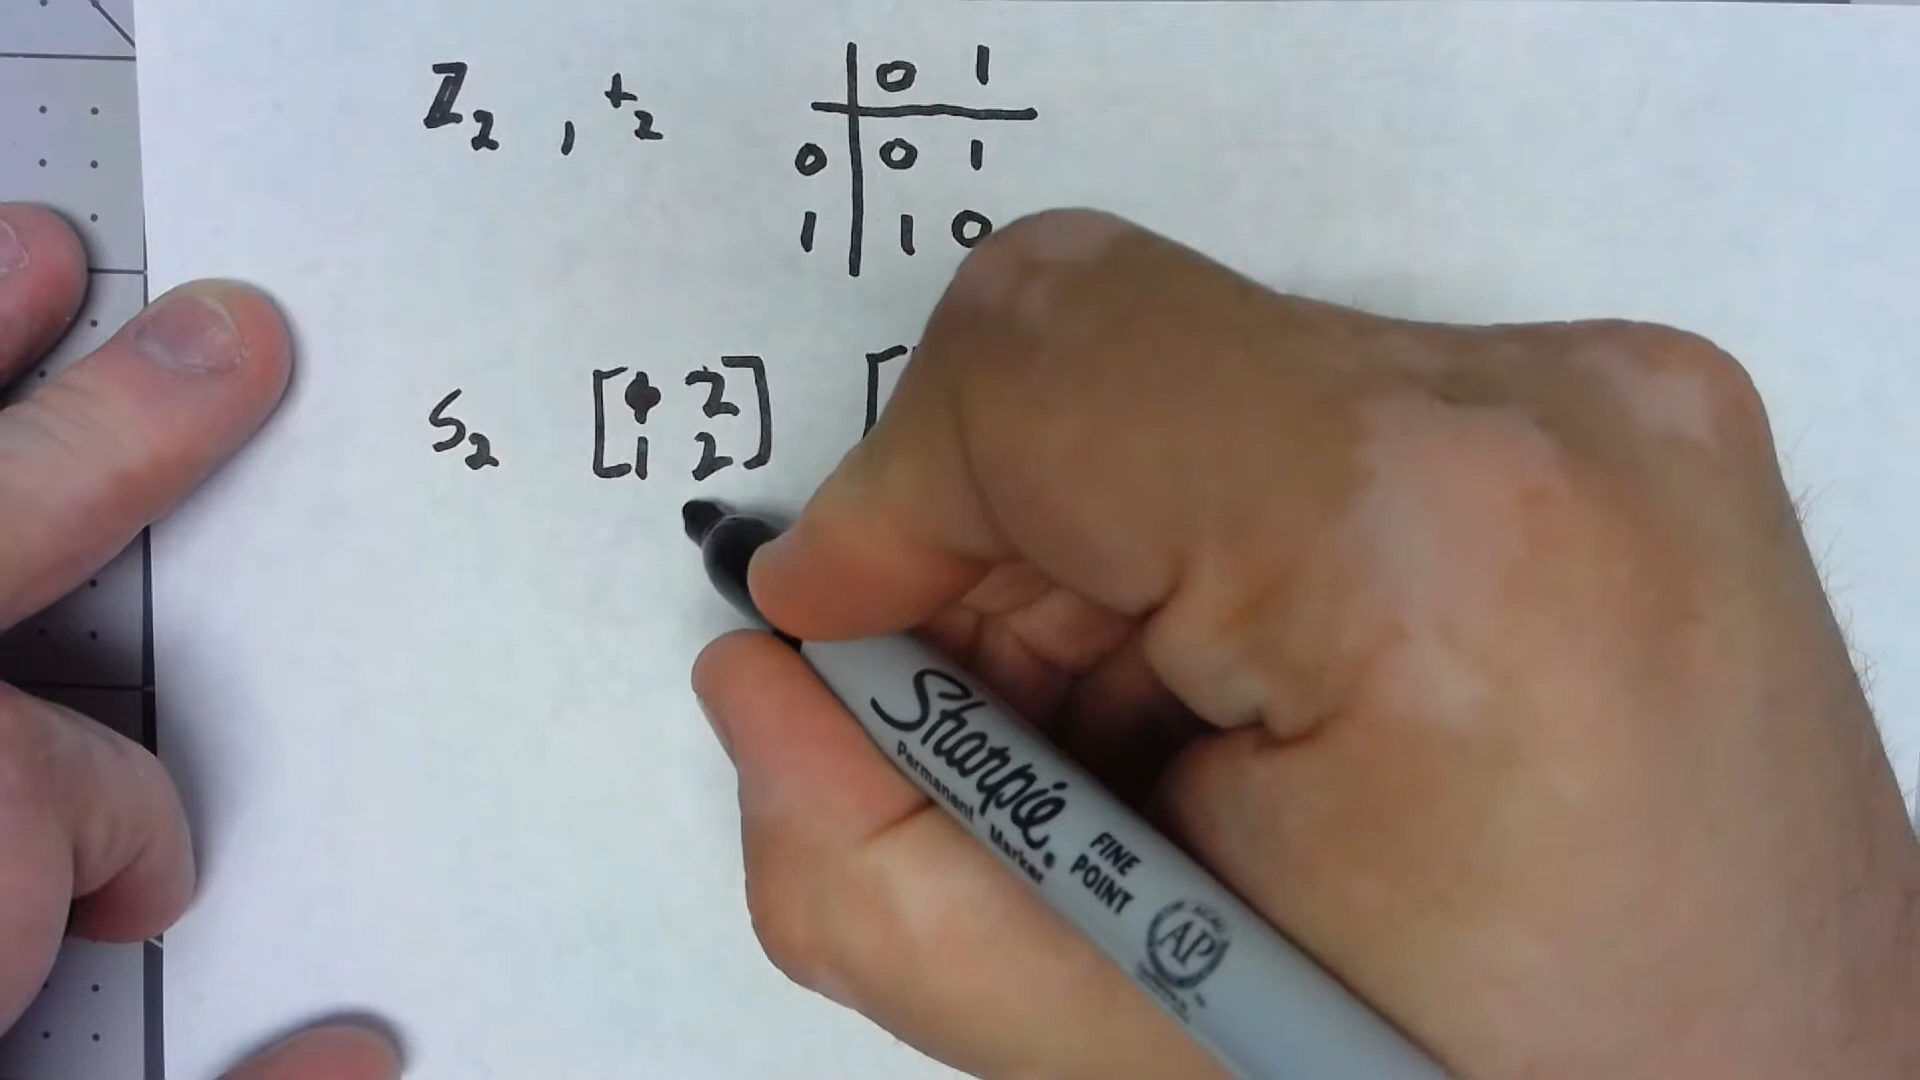 ℤ₂ , +₂
0 1
0 0 1
1 1 0
S₂ [ 2 ] [
1 2
Sharpie®
Permanent Marker
FINE
POINT
AP